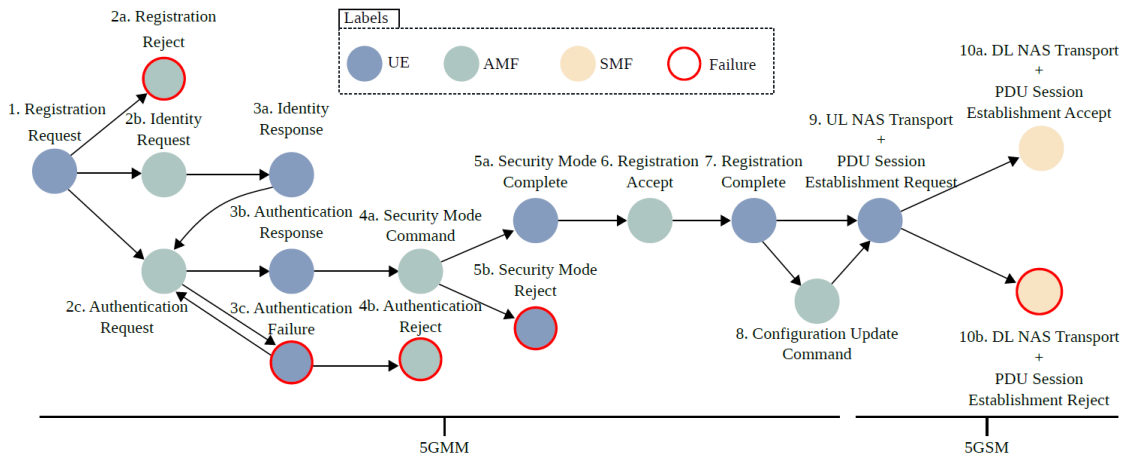 Labels
UE
AMF
SMF
Failure
2a. Registration
Reject
1. Registration
Request
2b. Identity
Request
3a. Identity
Response
2c. Authentication
Request
3b. Authentication
Response
3c. Authentication
Failure
4a. Security Mode
Command
4b. Authentication
Reject
5a. Security Mode
Complete
5b. Security Mode
Reject
6. Registration
Accept
7. Registration
Complete
8. Configuration Update
Command
9. UL NAS Transport
+
PDU Session
Establishment Request
10a. DL NAS Transport
+
PDU Session
Establishment Accept
10b. DL NAS Transport
+
PDU Session
Establishment Reject
5GMM
5GSM